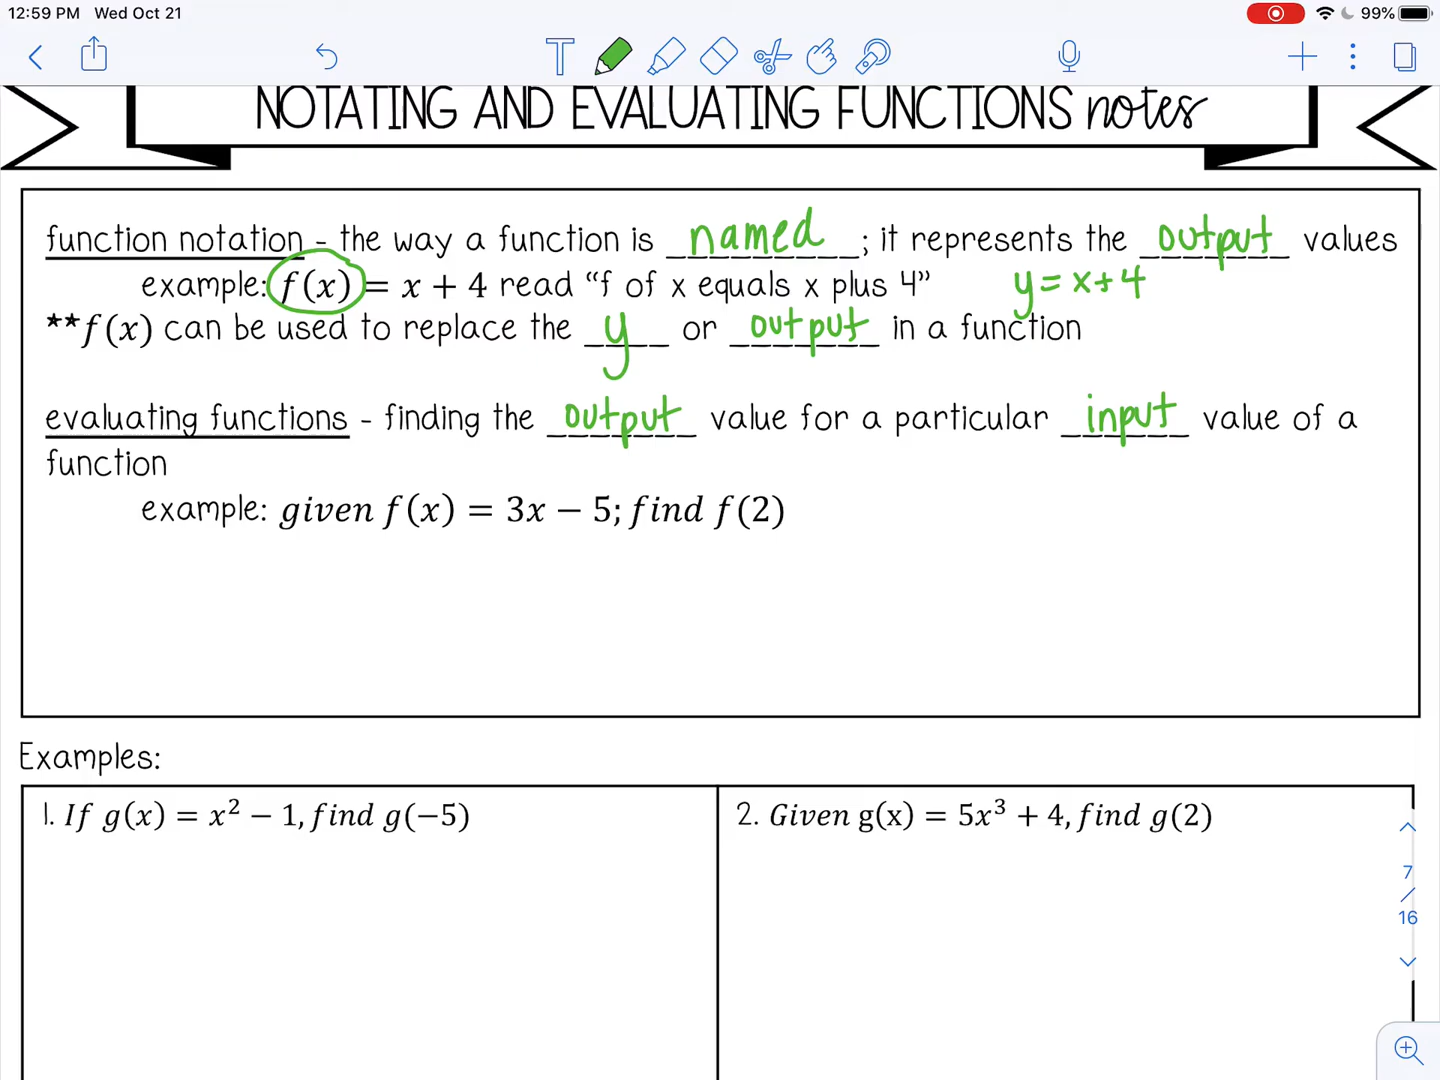 12:59 PM Wed Oct 21 99%
T
NOTATING AND EVALUATING FUNCTIONS notes
function notation - the way a function is named; it represents the output values
example: f(x) = x + 4 read “f of x equals x plus 4” y = x+4
**f(x) can be used to replace the y or output in a function
evaluating functions - finding the output value for a particular input value of a
function
example: given f(x) = 3x − 5; find f(2)
Examples:
1. If g(x) = x² − 1, find g(−5)
2. Given g(x) = 5x³ + 4, find g(2)
7
/
16